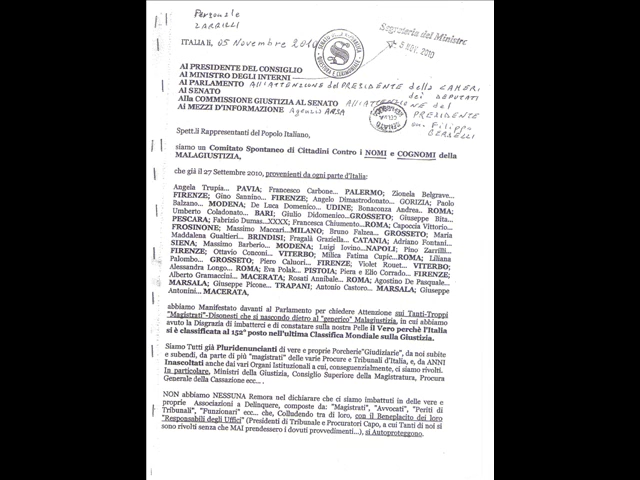 Personale
ZARRILLI
Segreteria del Ministro
5 NOV. 2010
ITALIA lì, 05 Novembre 2010
Al PRESIDENTE DEL CONSIGLIO
Al MINISTRO DEGLI INTERNI
Al PARLAMENTO All'ATTENZIONE del PRESIDENTE della CAMERA dei DEPUTATI
Al SENATO
Alla COMMISSIONE GIUSTIZIA AL SENATO All'ATTENZIONE del PRESIDENTE
Ai MEZZI D'INFORMAZIONE Agenzia ANSA
on. Filippo BERSELLI
Spett.li Rappresentanti del Popolo Italiano,
siamo un Comitato Spontaneo di Cittadini Contro i NOMI e COGNOMI della
MALAGIUSTIZIA,
che già il 27 Settembre 2010, provenienti da ogni parte d'Italia:
Angela Trupia... PAVIA; Francesco Carbone... PALERMO; Zionela Belgrave...
FIRENZE; Gino Sannino... FIRENZE; Angelo Dimastrodonato... GORIZIA; Paolo
Balzano... MODENA; De Luca Domenico... UDINE; Bonaccorsa Andrea... ROMA;
Umberto Coladonato... BARI; Giulio Didomenico...GROSSETO; Giuseppe Bita...
PESCARA; Fabrizio Dumas...XXXX; Francesca Chiumento...ROMA; Capoccia Vittorio...
FROSINONE; Massimo Maccari...MILANO; Bruno Falzea... GROSSETO; Maria
Maddalena Gualtieri... BRINDISI; Fragalà Graziella... CATANIA; Adriano Fontani...
SIENA; Massimo Barberio... MODENA; Luigi Iovino...NAPOLI; Pino Zarrilli...
FIRENZE; Ottavio Conconi... VITERBO; Milica Fatima Cupic... ROMA; Liliana
Palombo... GROSSETO; Piero Caluori... FIRENZE; Violet Rouet... VITERBO;
Alessandra Longo... ROMA; Eva Polak... PISTOIA; Piera e Elio Corrado... FIRENZE;
Alberto Gramaccini... MACERATA; Rosati Annibale... ROMA; Agostino De Pasquale...
MARSALA; Giuseppe Picone... TRAPANI; Antonio Castoro... MARSALA; Giuseppe
Antonini... MACERATA,
abbiamo Manifestato davanti al Parlamento per chiedere Attenzione sui Tanti-Troppi
"Magistrati"-Disonesti che si nascondo dietro al "generico" Malagiustizia, in cui abbiamo
avuto la Disgrazia di imbatterci e di constatare sulla nostra Pelle il Vero perchè l'Italia
si è classificata al 152° posto nell'ultima Classifica Mondiale sulla Giustizia.
Siamo Tutti già Pluridenuncianti di vere e proprie Porcherie"Giudiziarie", da noi subite
e subendi, da parte di più "magistrati" delle varie Procure e Tribunali d'Italia, e, da ANNI
Inascoltati anche dai vari Organi Istituzionali a cui, conseguenzialmente, ci siamo rivolti.
In particolare, Ministri della Giustizia, Consiglio Superiore della Magistratura, Procura
Generale della Cassazione ecc... .
NON abbiamo NESSUNA Remora nel dichiarare che ci siamo imbattuti in delle vere e
proprie Associazioni a Delinquere, composte da: "Magistrati", "Avvocati", "Periti di
Tribunali", "Funzionari" ecc... che, Colludendo tra di loro, con il Beneplacito dei loro
"Responsabili degli Uffici" (Presidenti di Tribunale e Procuratori Capo, a cui Tanti di noi si
sono rivolti senza che MAI prendessero i dovuti provvedimenti...), si Autoproteggono.